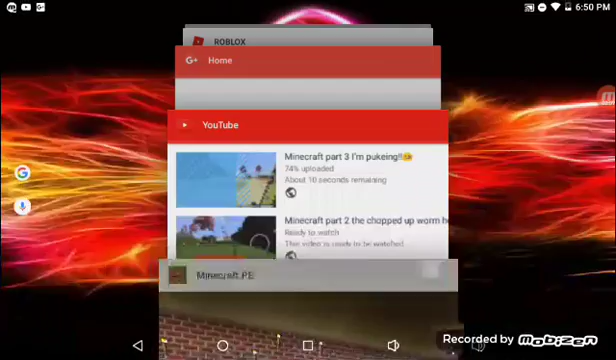 6:50 PM
ROBLOX
G+ Home
YouTube
Minecraft part 3 I'm pukeing!!😘
74% uploaded
About 10 seconds remaining
Minecraft part 2 the chopped up worm h
Ready to watch
This video is ready to be watched
Minecraft PE
Recorded by Mobizen